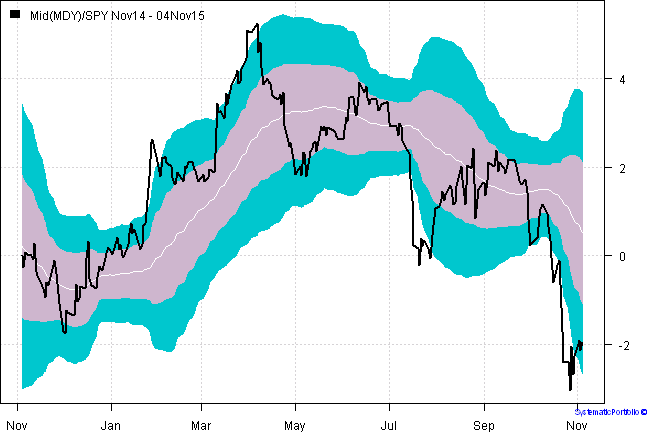 Mid(MDY)/SPY Nov14 - 04Nov15
4
2
0
-2
Nov Jan Mar May Jul Sep Nov
SystematicPortfolio ©